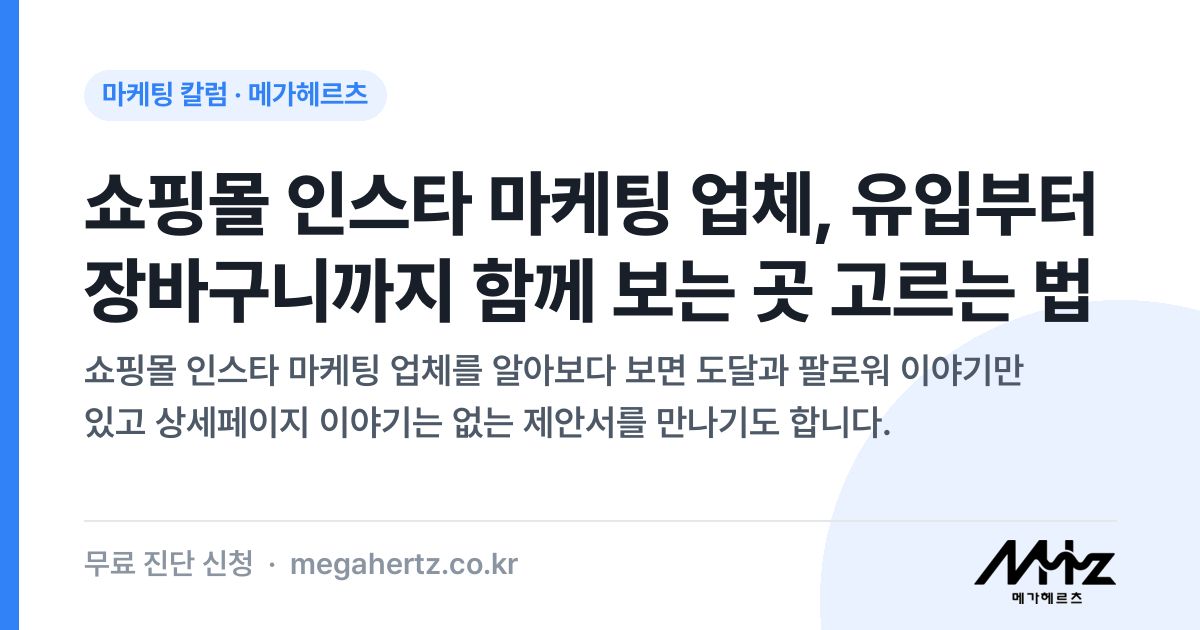 마케팅 칼럼 · 메가헤르츠
쇼핑몰 인스타 마케팅 업체, 유입부터
장바구니까지 함께 보는 곳 고르는 법
쇼핑몰 인스타 마케팅 업체를 알아보다 보면 도달과 팔로워 이야기만
있고 상세페이지 이야기는 없는 제안서를 만나기도 합니다.
무료 진단 신청 · megahertz.co.kr
MHz
메가헤르츠